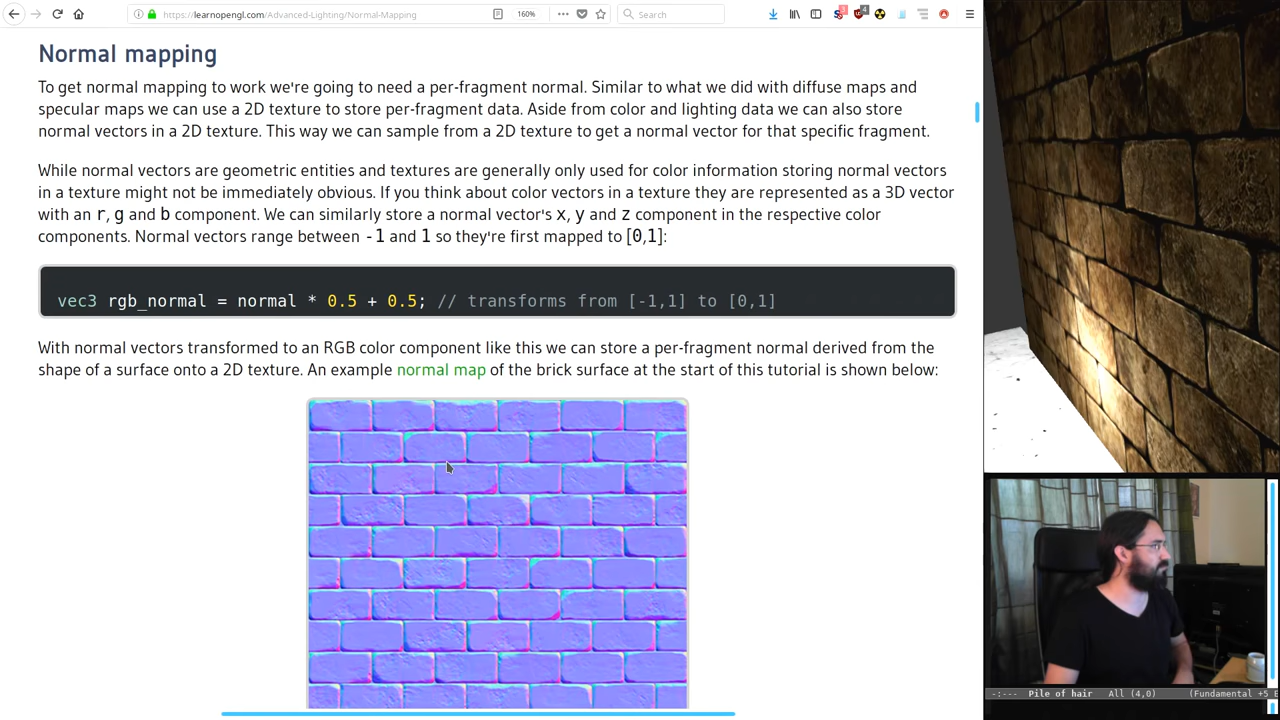 https://learnopengl.com/Advanced-Lighting/Normal-Mapping
160%
Search
3
4
Normal mapping
To get normal mapping to work we're going to need a per-fragment normal. Similar to what we did with diffuse maps and
specular maps we can use a 2D texture to store per-fragment data. Aside from color and lighting data we can also store
normal vectors in a 2D texture. This way we can sample from a 2D texture to get a normal vector for that specific fragment.
While normal vectors are geometric entities and textures are generally only used for color information storing normal vectors
in a texture might not be immediately obvious. If you think about color vectors in a texture they are represented as a 3D vector
with an r, g and b component. We can similarly store a normal vector's x, y and z component in the respective color
components. Normal vectors range between -1 and 1 so they're first mapped to [0,1]:
vec3 rgb_normal = normal * 0.5 + 0.5; // transforms from [-1,1] to [0,1]
With normal vectors transformed to an RGB color component like this we can store a per-fragment normal derived from the
shape of a surface onto a 2D texture. An example normal map of the brick surface at the start of this tutorial is shown below:
-:--- Pile of hair All (4,0) (Fundamental +5 E